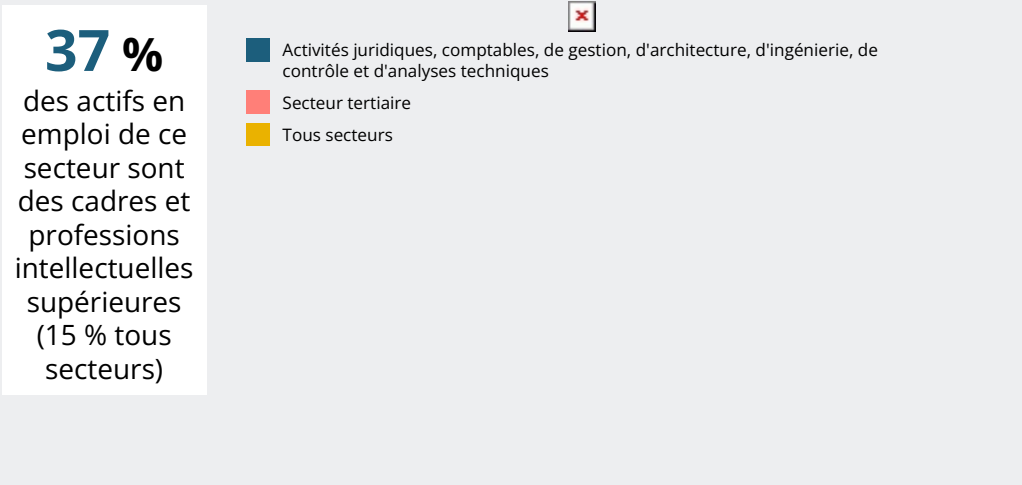 37 %
des actifs en
emploi de ce
secteur sont
des cadres et
professions
intellectuelles
supérieures
(15 % tous
secteurs)
Activités juridiques, comptables, de gestion, d'architecture, d'ingénierie, de
contrôle et d'analyses techniques
Secteur tertiaire
Tous secteurs